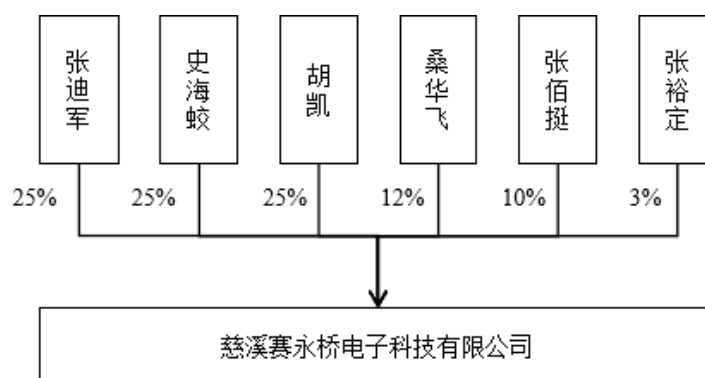 张迪军
史海蛟
胡凯
桑华飞
张佰挺
张裕定
25%
25%
25%
12%
10%
3%
慈溪赛永桥电子科技有限公司